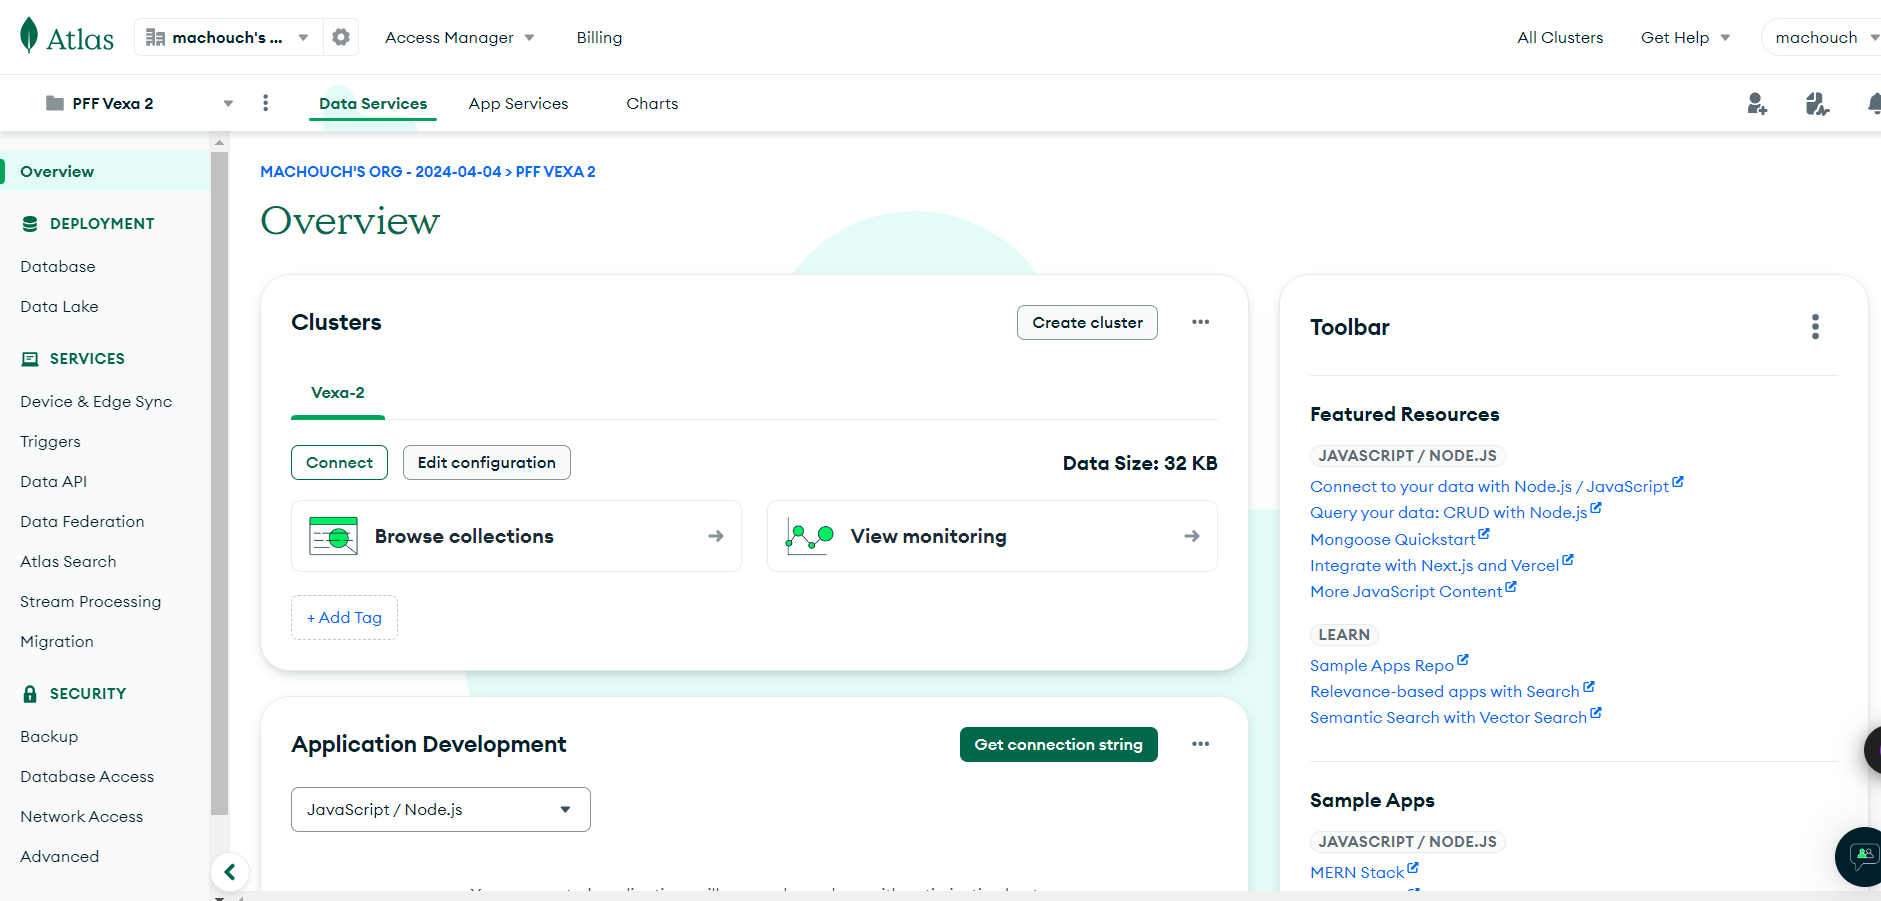 Atlas
machouch's ...
Access Manager
Billing
All Clusters
Get Help
machouch
PFF Vexa 2
Data Services
App Services
Charts
Overview
DEPLOYMENT
Database
Data Lake
SERVICES
Device & Edge Sync
Triggers
Data API
Data Federation
Atlas Search
Stream Processing
Migration
SECURITY
Backup
Database Access
Network Access
Advanced
MACHOUCH'S ORG - 2024-04-04 > PFF VEXA 2
Overview
Clusters
Create cluster
Vexa-2
Connect
Edit configuration
Data Size: 32 KB
Browse collections
View monitoring
+ Add Tag
Application Development
Get connection string
JavaScript / Node.js
Toolbar
Featured Resources
JAVASCRIPT / NODE.JS
Connect to your data with Node.js / JavaScript
Query your data: CRUD with Node.js
Mongoose Quickstart
Integrate with Next.js and Vercel
More JavaScript Content
LEARN
Sample Apps Repo
Relevance-based apps with Search
Semantic Search with Vector Search
Sample Apps
JAVASCRIPT / NODE.JS
MERN Stack